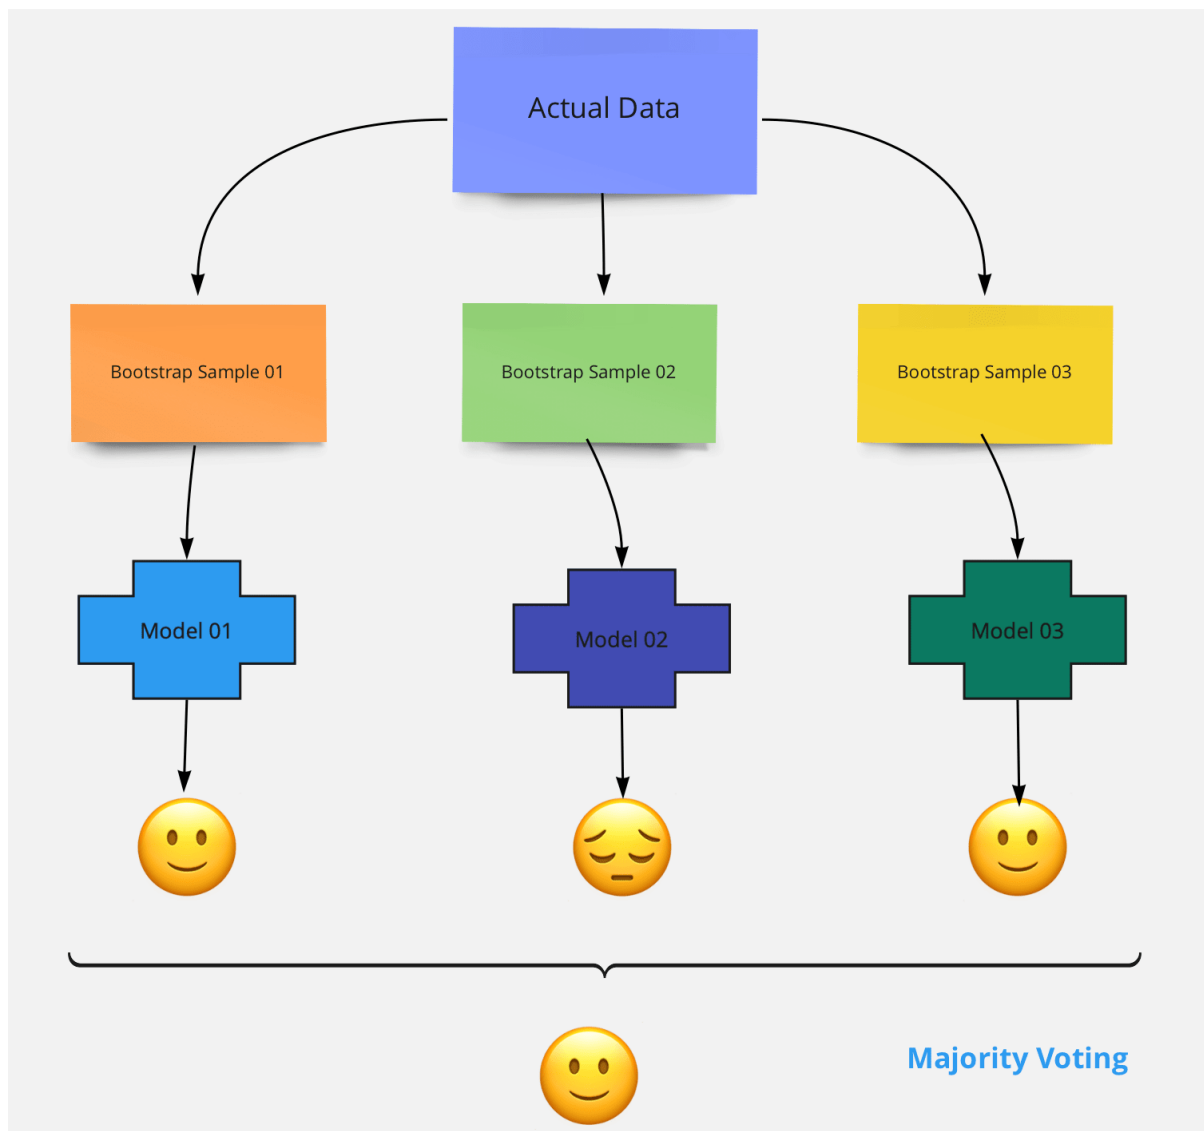 Actual Data
Bootstrap Sample 01
Bootstrap Sample 02
Bootstrap Sample 03
Model 01
Model 02
Model 03
Majority Voting